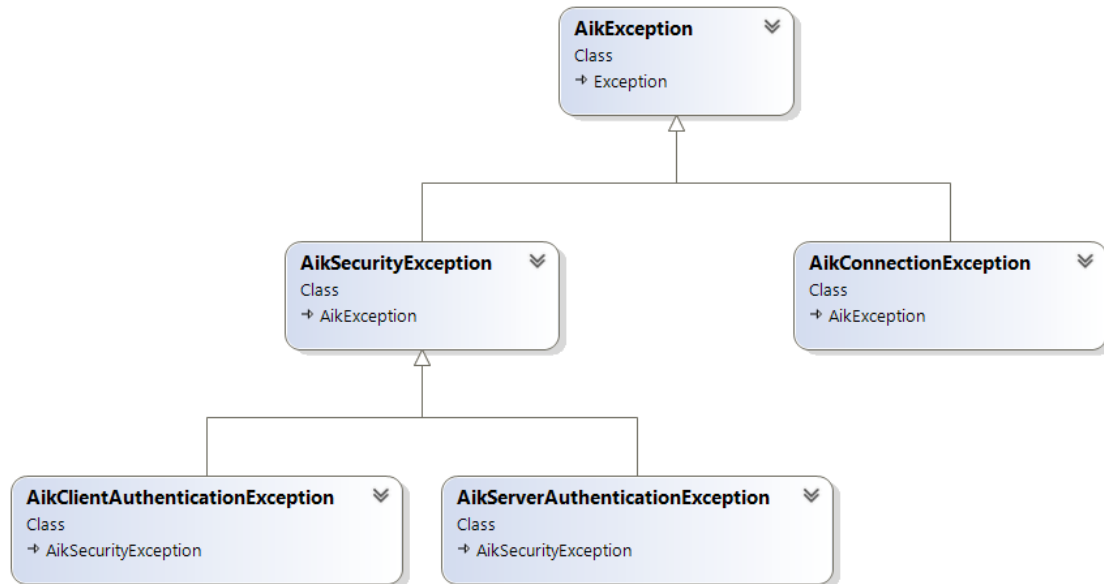 AikException
Class
Exception
AikSecurityException
Class
AikException
AikConnectionException
Class
AikException
AikClientAuthenticationException
Class
AikSecurityException
AikServerAuthenticationException
Class
AikSecurityException